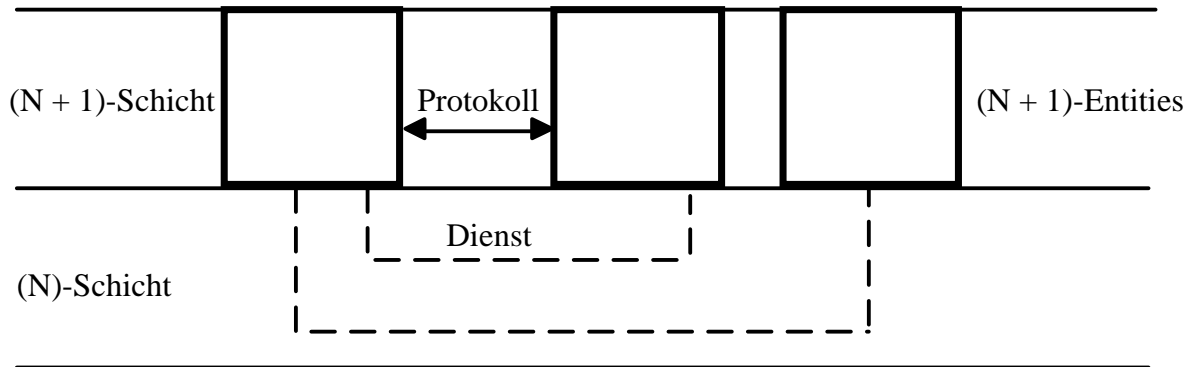 (N + 1)-Schicht
Protokoll
(N + 1)-Entities
Dienst
(N)-Schicht